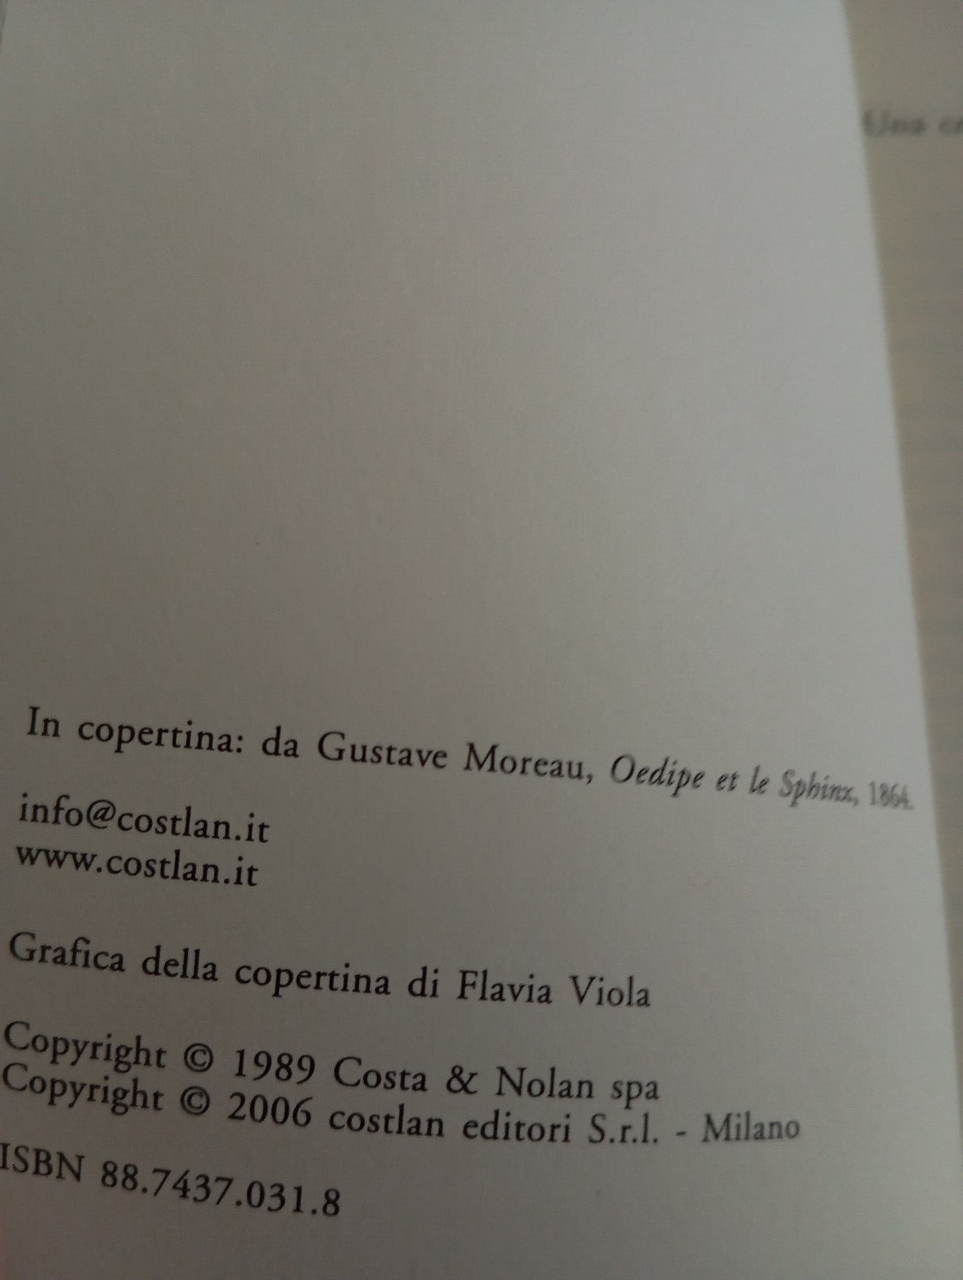 Una
In copertina: da Gustave Moreau, Oedipe et le Sphinx, 1864.
info@costlan.it
www.costlan.it
Grafica della copertina di Flavia Viola
Copyright © 1989 Costa & Nolan spa
Copyright © 2006 costlan editori S.r.l. - Milano
ISBN 88.7437.031.8